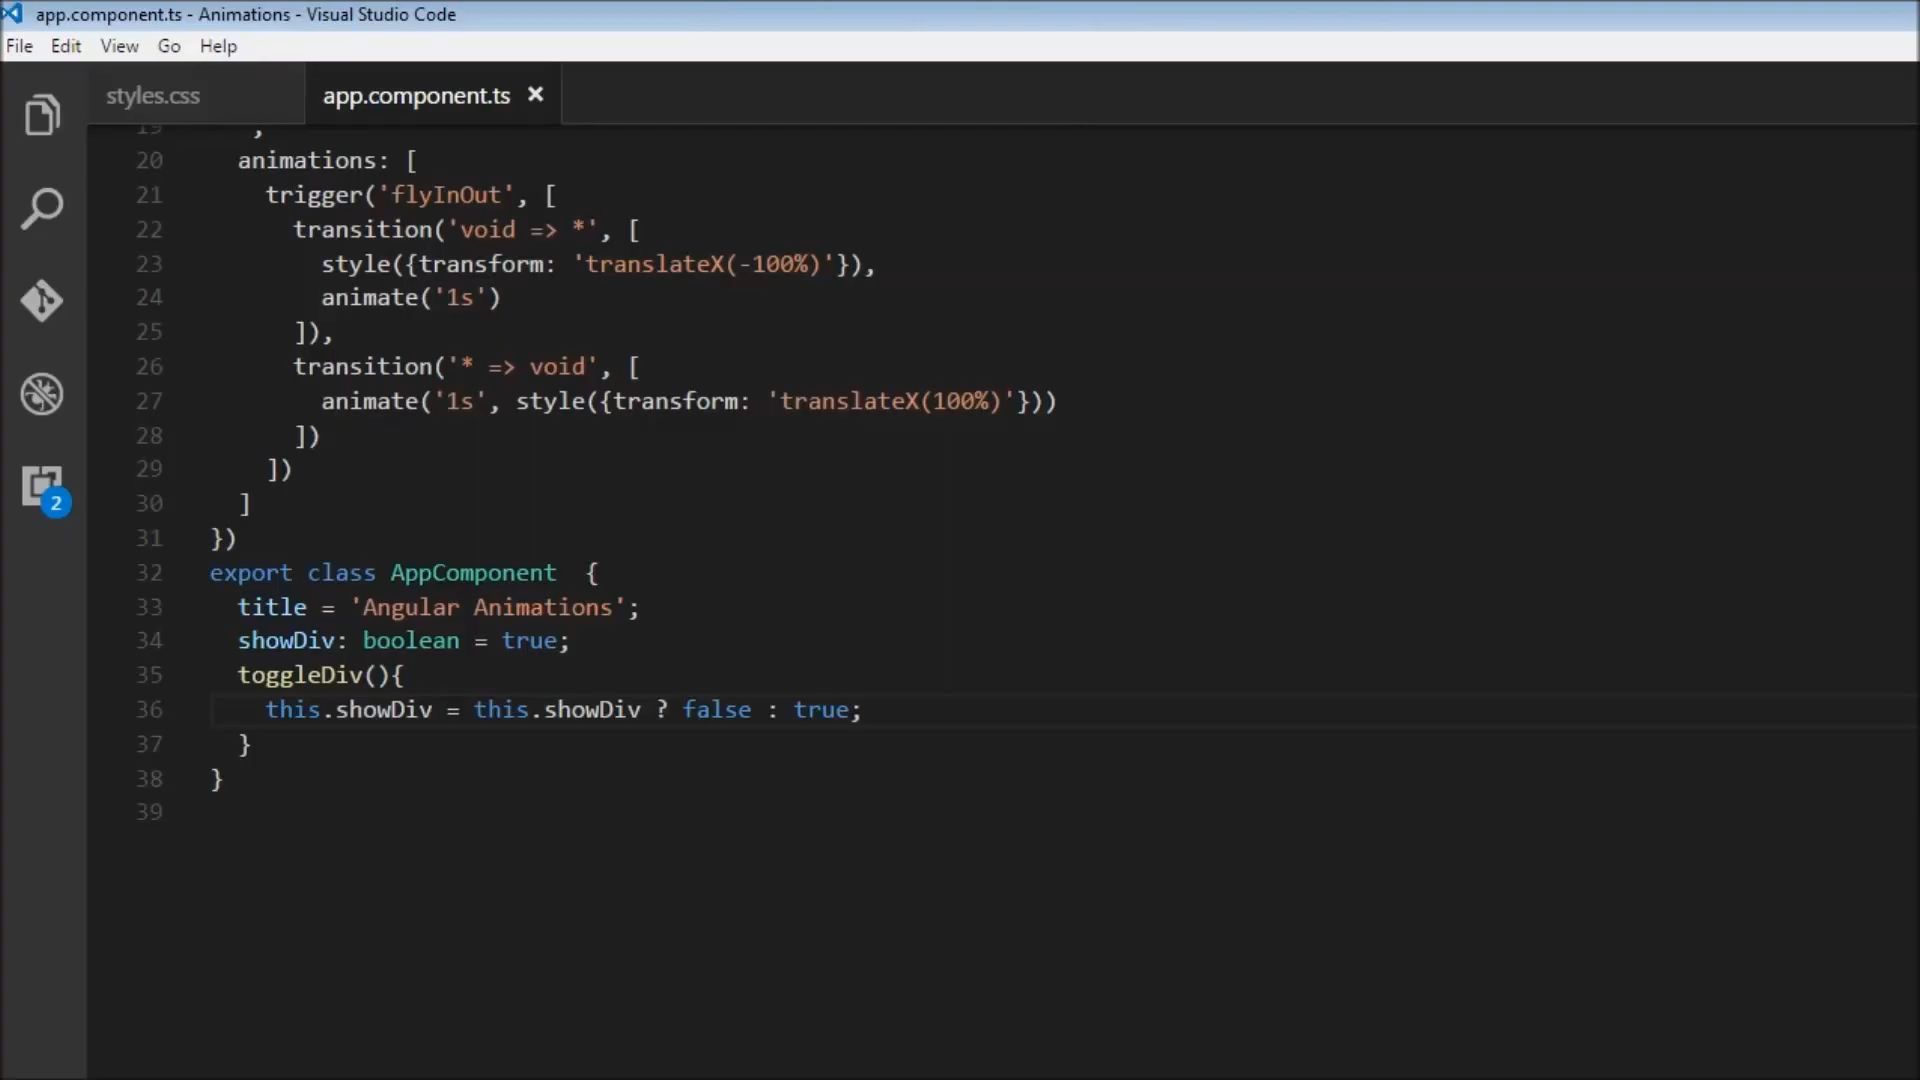 app.component.ts - Animations - Visual Studio Code
File Edit View Go Help
styles.css app.component.ts ×
19 ,
20 animations: [
21 trigger('flyInOut', [
22 transition('void => *', [
23 style({transform: 'translateX(-100%)'}),
24 animate('1s')
25 ]),
26 transition('* => void', [
27 animate('1s', style({transform: 'translateX(100%)'}))
28 ])
29 ])
30 ]
31 })
32 export class AppComponent  {
33 title = 'Angular Animations';
34 showDiv: boolean = true;
35 toggleDiv(){
36 this.showDiv = this.showDiv ? false : true;
37 }
38 }
39
2